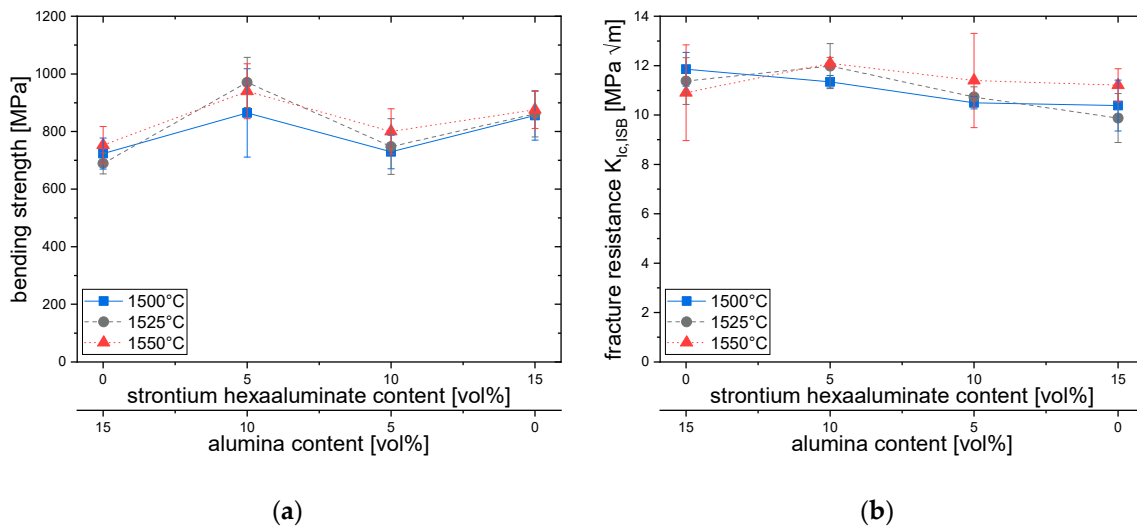 1200
1000
800
600
400
200
0
bending strength [MPa]
1500°C
1525°C
1550°C
0 5 10 15
strontium hexaaluminate content [vol%]
15 10 5 0
alumina content [vol%]
(a)
14
12
10
8
6
4
2
0
fracture resistance K_Ic,ISB [MPa √m]
1500°C
1525°C
1550°C
0 5 10 15
strontium hexaaluminate content [vol%]
15 10 5 0
alumina content [vol%]
(b)